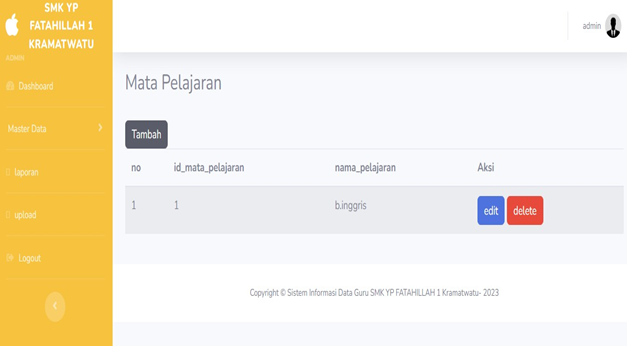 SMK YP
FATAHILLAH 1
KRAMATWATU
ADMIN
Dashboard
Master Data
laporan
upload
Logout
admin
Mata Pelajaran
Tambah
no id_mata_pelajaran nama_pelajaran Aksi
1 1 b.inggris edit delete
Copyright © Sistem Informasi Data Guru SMK YP FATAHILLAH 1 Kramatwatu- 2023